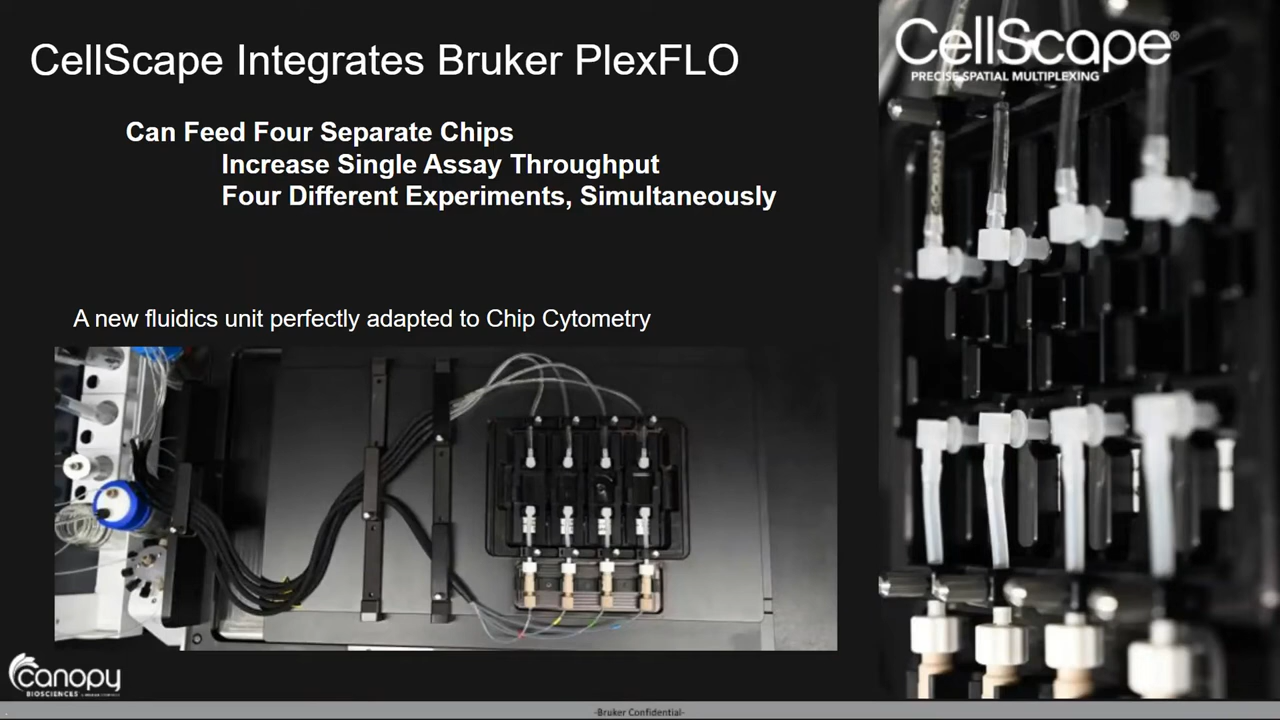 CellScape Integrates Bruker PlexFLO
Can Feed Four Separate Chips
Increase Single Assay Throughput
Four Different Experiments, Simultaneously
A new fluidics unit perfectly adapted to Chip Cytometry
CellScape®
PRECISE SPATIAL MULTIPLEXING
canopy
BIOSCIENCES
-Bruker Confidential-